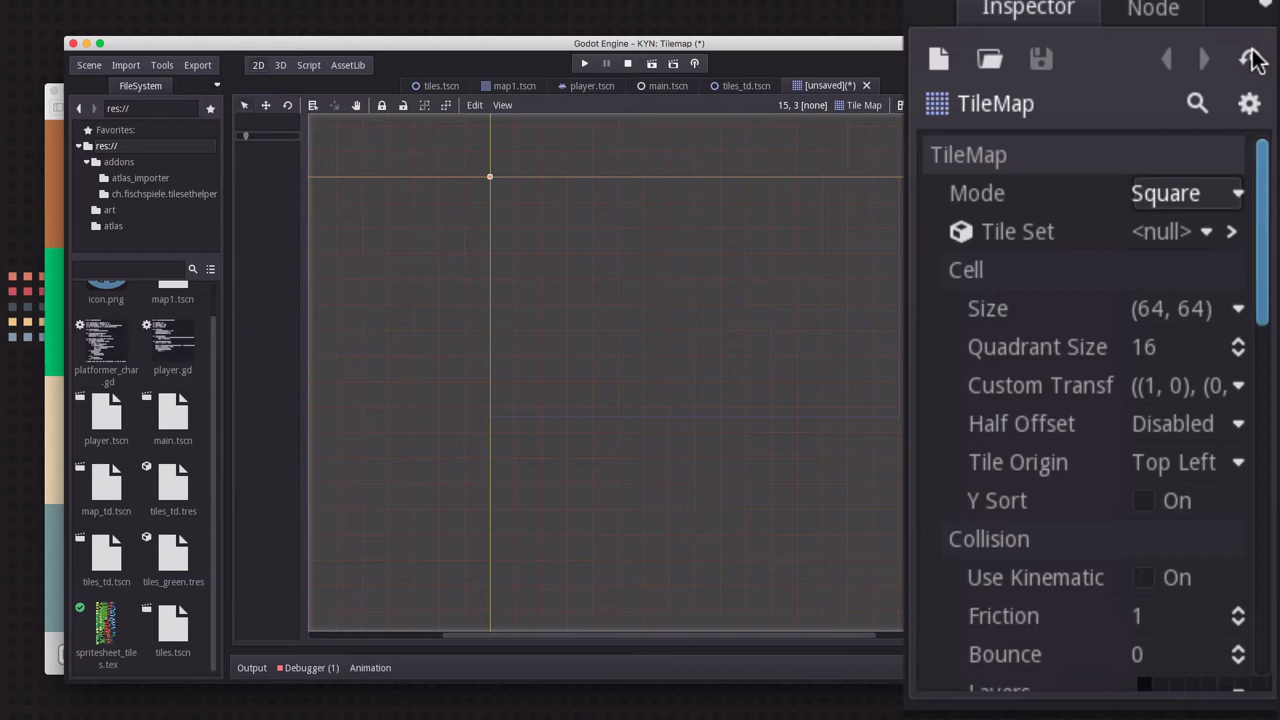 Inspector Node
Godot Engine - KYN: Tilemap (*)
Scene Import Tools Export
2D 3D Script AssetLib
FileSystem
tiles.tcsn map1.tscn player.tscn main.tscn tiles_td.tscn [unsaved](*)
res://
Edit View
15, 3 [none] Tile Map
Favorites:
res://
addons
atlas_importer
ch.fischspiele.tilesethelper
art
atlas
icon.png map1.tscn
platformer_char
.gd
player.gd
player.tscn main.tscn
map_td.tscn tiles_td.tres
tiles_td.tscn tiles_green.tres
spritesheet_tile
s.tex
tiles.tscn
Output Debugger (1) Animation
TileMap
TileMap
Mode Square
Tile Set <null>
Cell
Size (64, 64)
Quadrant Size 16
Custom Transf ((1, 0), (0,
Half Offset Disabled
Tile Origin Top Left
Y Sort On
Collision
Use Kinematic On
Friction 1
Bounce 0
Layers